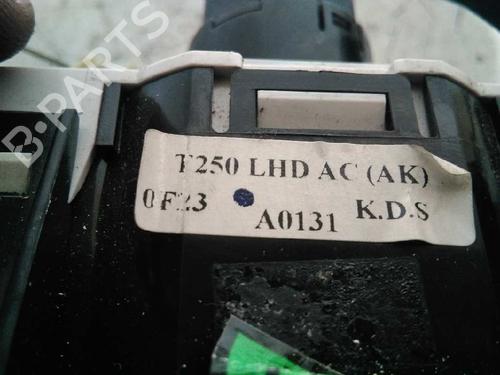 B-PARTS
T250 LHD AC (AK)
0F23 A0131 K.D.S